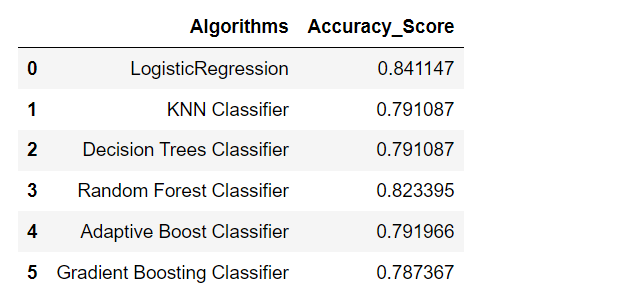 Algorithms Accuracy_Score
0 LogisticRegression 0.841147
1 KNN Classifier 0.791087
2 Decision Trees Classifier 0.791087
3 Random Forest Classifier 0.823395
4 Adaptive Boost Classifier 0.791966
5 Gradient Boosting Classifier 0.787367